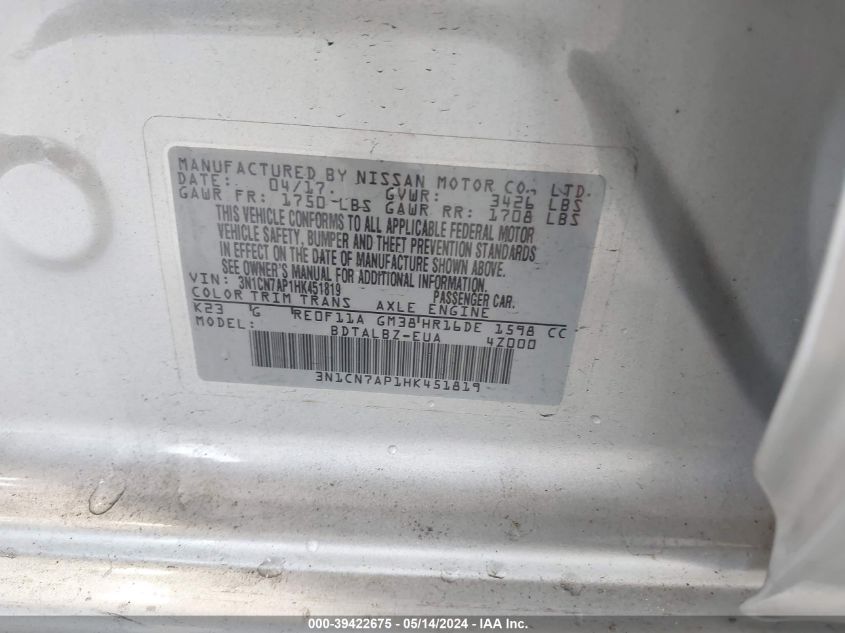 MANUFACTURED BY NISSAN MOTOR CO., LTD.
DATE: 04/17. GVWR: 3426 LBS
GAWR FR: 1750 LBS GAWR RR: 1708 LBS
THIS VEHICLE CONFORMS TO ALL APPLICABLE FEDERAL MOTOR
VEHICLE SAFETY, BUMPER AND THEFT PREVENTION STANDARDS
IN EFFECT ON THE DATE OF MANUFACTURE SHOWN ABOVE.
SEE OWNER'S MANUAL FOR ADDITIONAL INFORMATION.
VIN: 3N1CN7AP1HK451819 PASSENGER CAR.
COLOR TRIM TRANS AXLE ENGINE
K23 G RE0F11A GM38 HR16DE 1598 CC
MODEL: BDTALBZ-EUA 4Z000
3N1CN7AP1HK451819
000-39422675 - 05/14/2024 - IAA Inc.